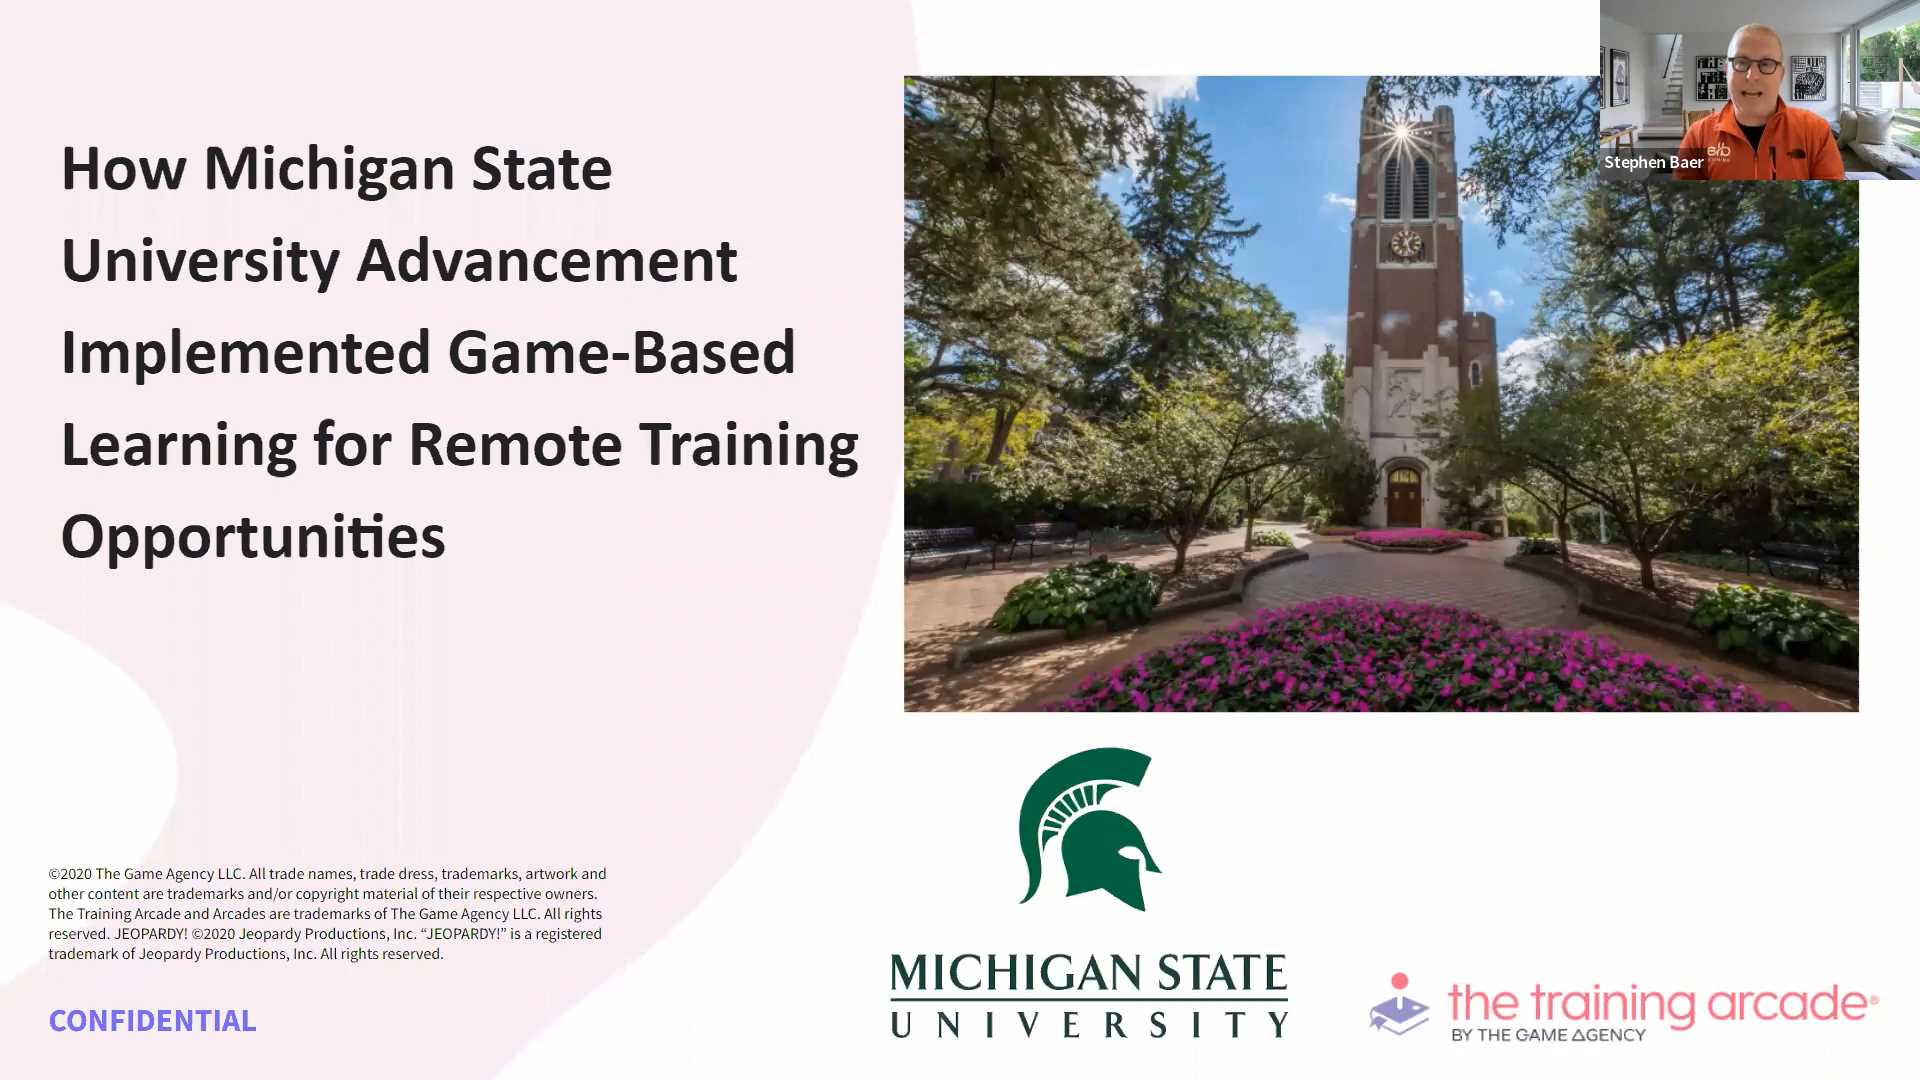 How Michigan State
University Advancement
Implemented Game-Based
Learning for Remote Training
Opportunities
Stephen Baer
elb
©2020 The Game Agency LLC. All trade names, trade dress, trademarks, artwork and
other content are trademarks and/or copyright material of their respective owners.
The Training Arcade and Arcades are trademarks of The Game Agency LLC. All rights
reserved. JEOPARDY! ©2020 Jeopardy Productions, Inc. “JEOPARDY!” is a registered
trademark of Jeopardy Productions, Inc. All rights reserved.
CONFIDENTIAL
MICHIGAN STATE
UNIVERSITY
the training arcade®
BY THE GAME AGENCY